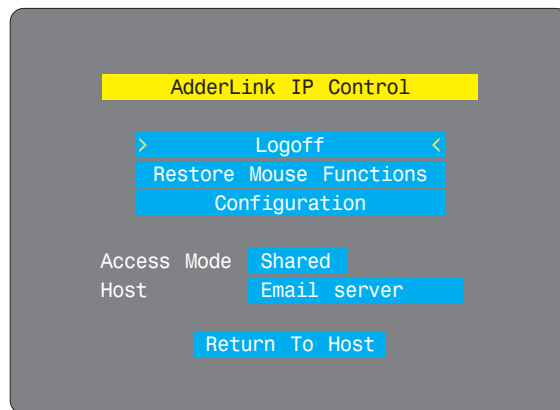 AdderLink IP Control
> Logoff <
Restore Mouse Functions
Configuration
Access Mode Shared
Host Email server
Return To Host